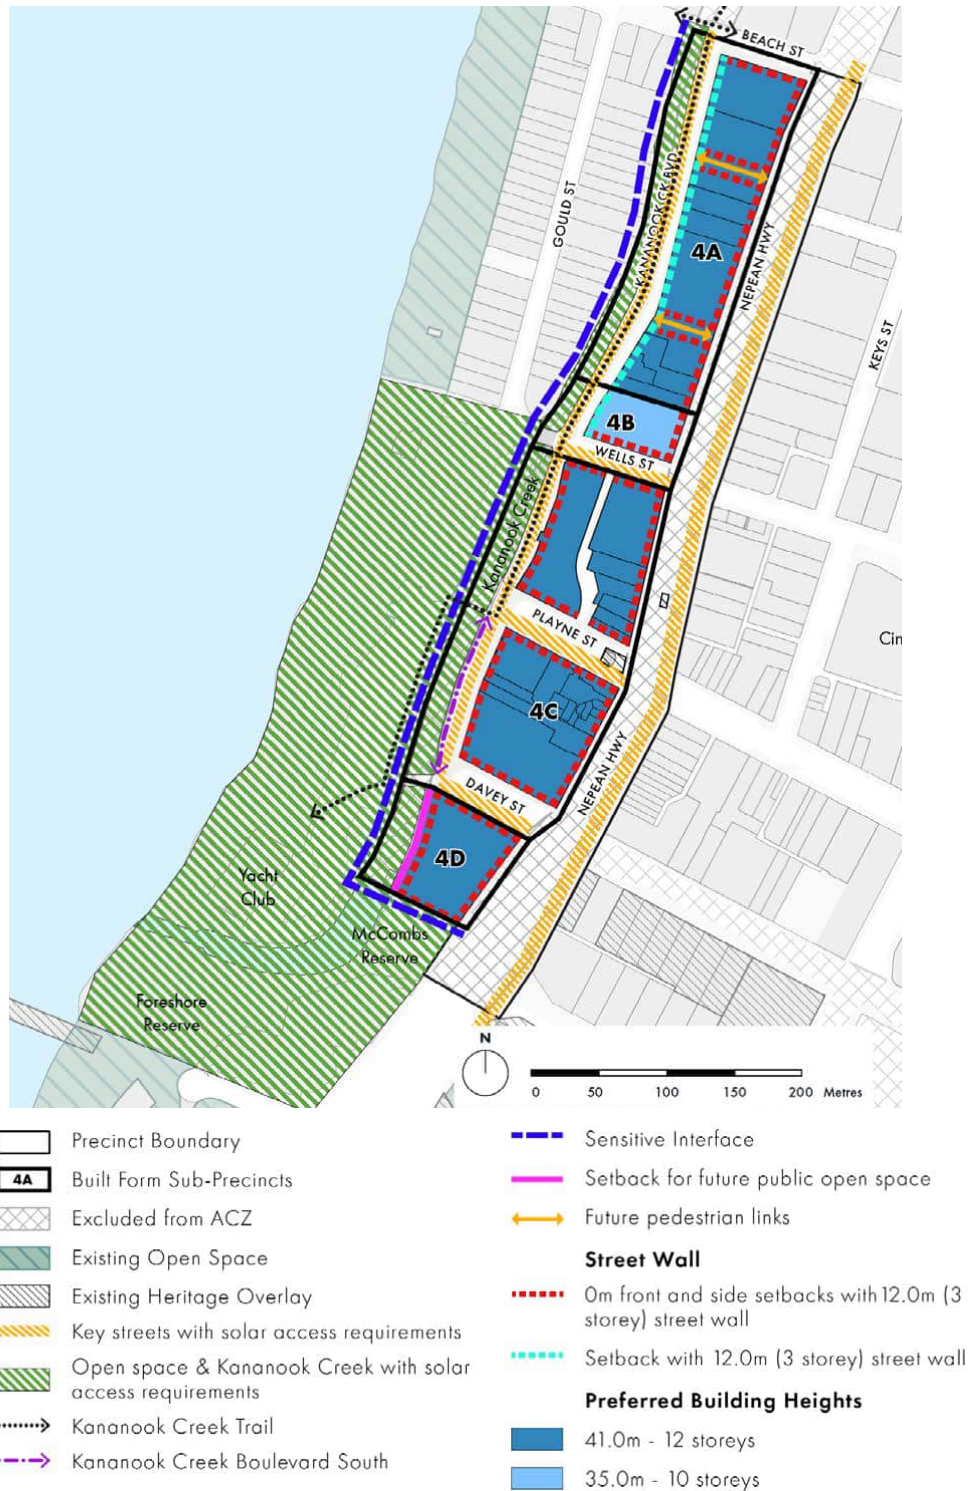 BEACH ST
GOULD ST
KANANOOK CK BVD
4A
NEPEAN HWY
KEYS ST
4B
WELLS ST
Kananook Creek
PLAYNE ST
Cin
4C
NEPEAN HWY
DAVEY ST
4D
Yacht
Club
McCombs
Reserve
Foreshore
Reserve
N
0 50 100 150 200 Metres
Precinct Boundary
4A Built Form Sub-Precincts
Excluded from ACZ
Existing Open Space
Existing Heritage Overlay
Key streets with solar access requirements
Open space & Kananook Creek with solar
access requirements
Kananook Creek Trail
Kananook Creek Boulevard South
Sensitive Interface
Setback for future public open space
Future pedestrian links
Street Wall
0m front and side setbacks with 12.0m (3
storey) street wall
Setback with 12.0m (3 storey) street wall
Preferred Building Heights
41.0m - 12 storeys
35.0m - 10 storeys